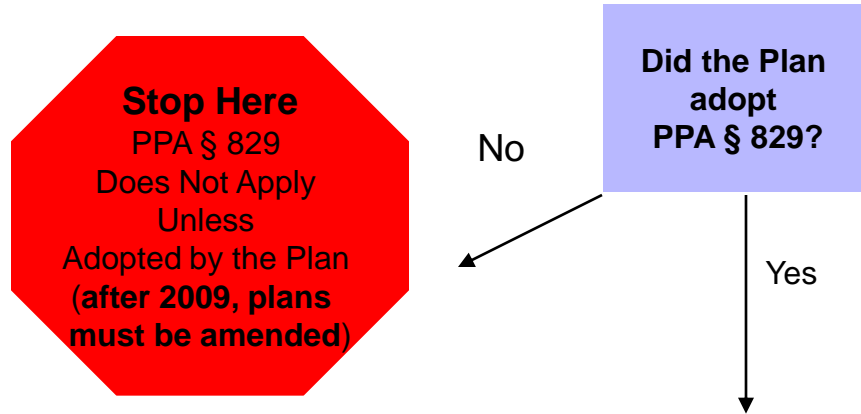 Stop Here
PPA § 829
Does Not Apply
Unless
Adopted by the Plan
(after 2009, plans
must be amended)
No
Did the Plan
adopt
PPA § 829?
Yes